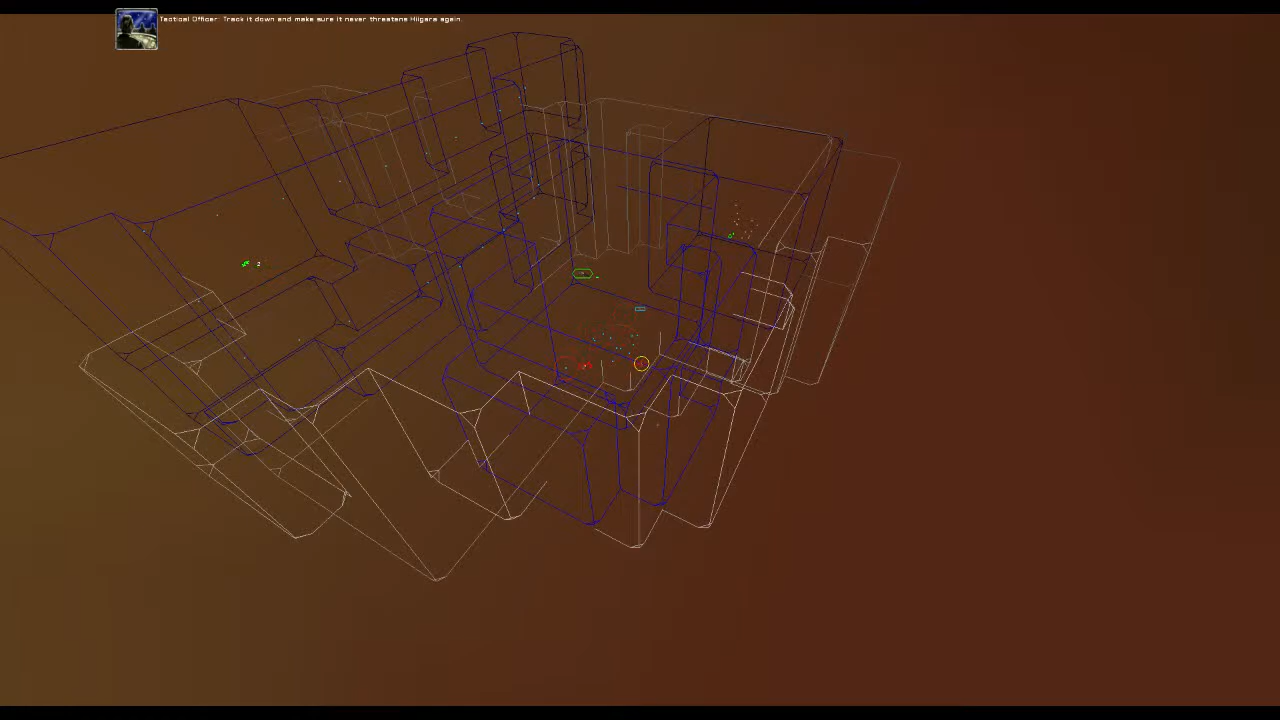 Tactical Officer: Track it down and make sure it never threatens Hiigara again.